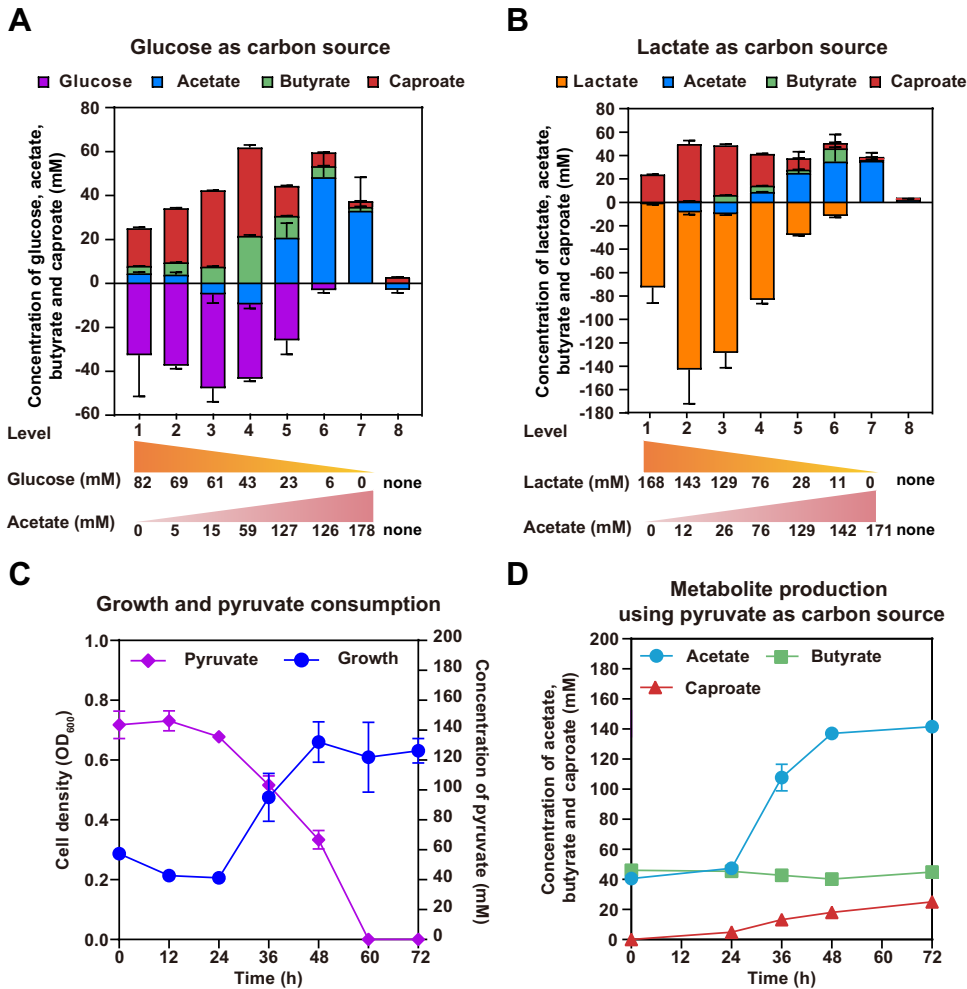 A
Glucose as carbon source
Glucose Acetate Butyrate Caproate
Concentration of glucose, acetate,
butyrate and caproate (mM)
80
60
40
20
0
-20
-40
-60
Level 1 2 3 4 5 6 7 8
Glucose (mM) 82 69 61 43 23 6 0 none
Acetate (mM) 0 5 15 59 127 126 178 none
B
Lactate as carbon source
Lactate Acetate Butyrate Caproate
Concentration of lactate, acetate,
butyrate and caproate (mM)
80
60
40
20
0
-20
-40
-60
-80
-100
-120
-140
-160
-180
Level 1 2 3 4 5 6 7 8
Lactate (mM) 168 143 129 76 28 11 0 none
Acetate (mM) 0 12 26 76 129 142 171 none
C
Growth and pyruvate consumption
Pyruvate Growth
Cell density (OD600)
1.0
0.8
0.6
0.4
0.2
0.0
Concentration of pyruvate (mM)
200
180
160
140
120
100
80
60
40
20
0
0 12 24 36 48 60 72
Time (h)
D
Metabolite production
using pyruvate as carbon source
Acetate Butyrate
Caproate
Concentration of acetate,
butyrate and caproate (mM)
200
180
160
140
120
100
80
60
40
20
0
0 12 24 36 48 60 72
Time (h)